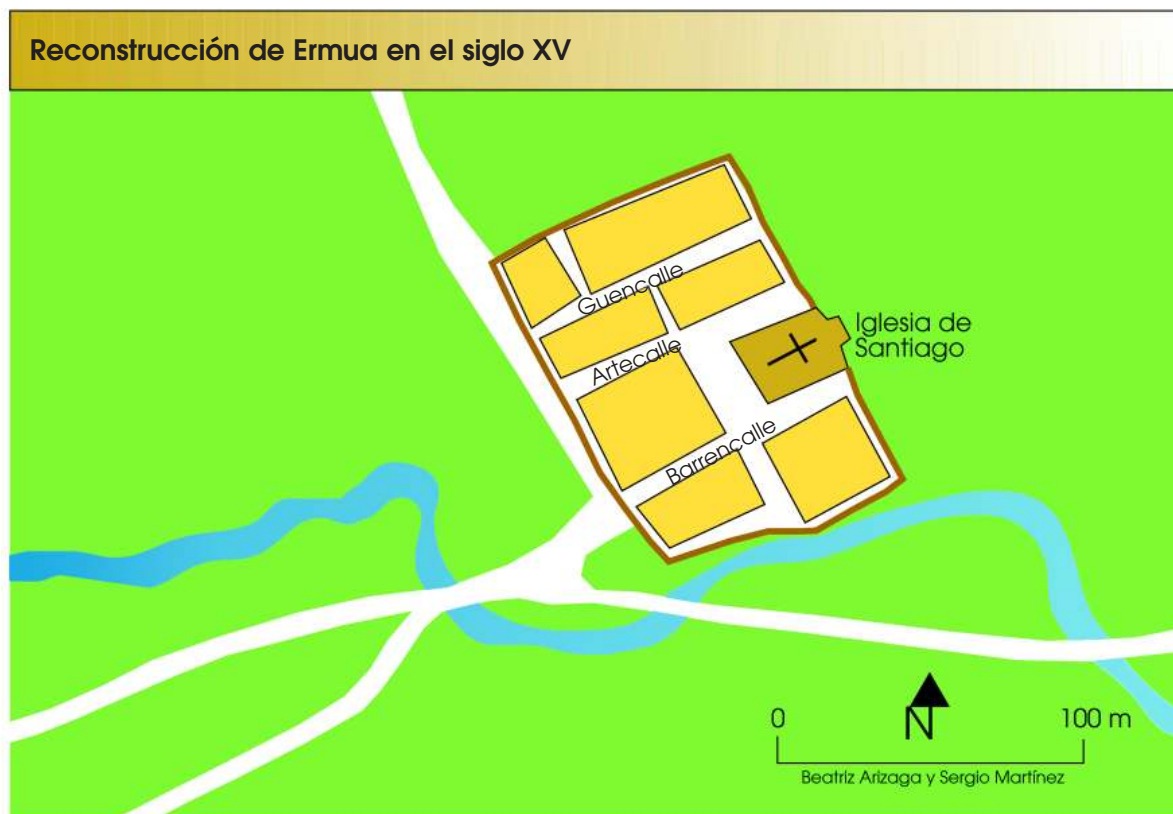 Reconstrucción de Ermua en el siglo XV
Guencalle
Artecalle
Iglesia de
Santiago
Barrencalle
N
0 100 m
Beatriz Arizaga y Sergio Martínez